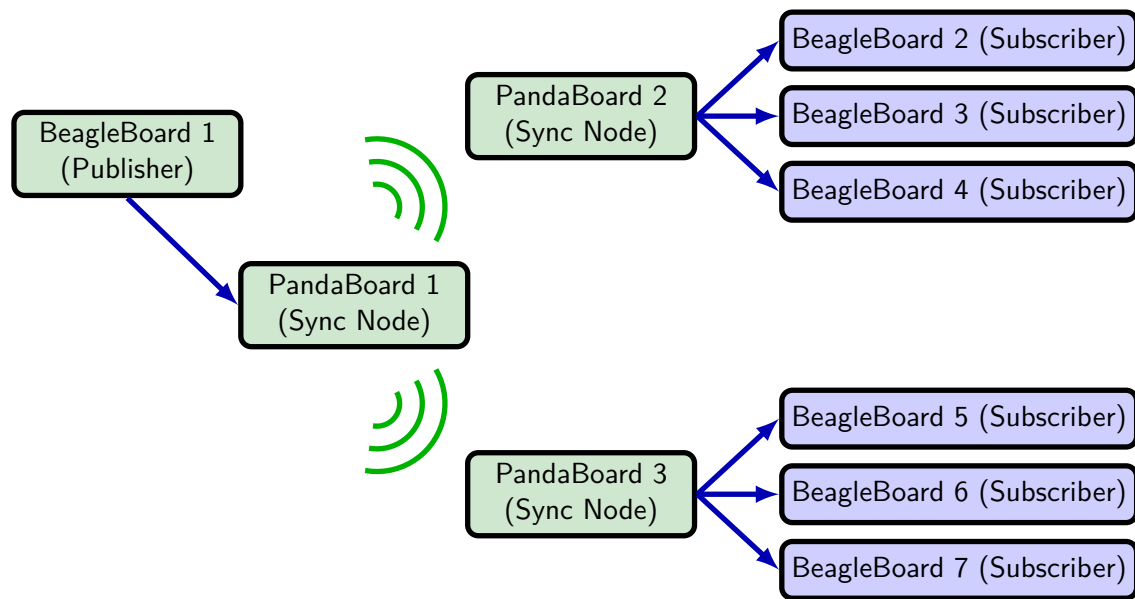 BeagleBoard 1
(Publisher)
PandaBoard 1
(Sync Node)
PandaBoard 2
(Sync Node)
BeagleBoard 2 (Subscriber)
BeagleBoard 3 (Subscriber)
BeagleBoard 4 (Subscriber)
PandaBoard 3
(Sync Node)
BeagleBoard 5 (Subscriber)
BeagleBoard 6 (Subscriber)
BeagleBoard 7 (Subscriber)